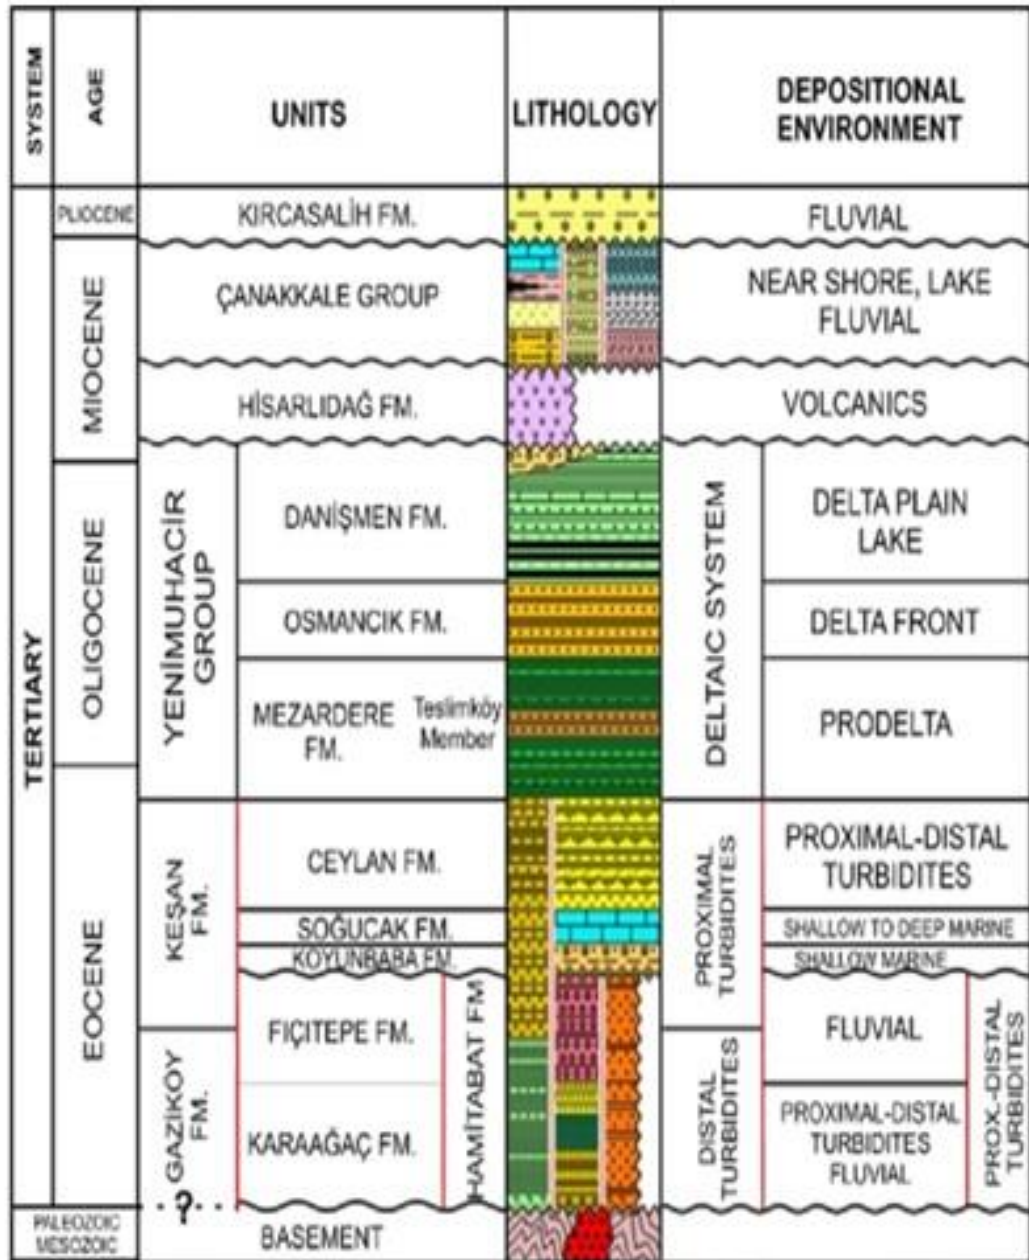 SYSTEM
AGE
UNITS
LITHOLOGY
DEPOSITIONAL
ENVIRONMENT
TERTIARY
PLIOCENE
KIRCASALİH FM.
FLUVIAL
MIOCENE
ÇANAKKALE GROUP
NEAR SHORE, LAKE
FLUVIAL
HİSARLIDAĞ FM.
VOLCANICS
OLIGOCENE
YENİMUHACIR
GROUP
DANİŞMEN FM.
DELTAIC SYSTEM
DELTA PLAIN
LAKE
OSMANCIK FM.
DELTA FRONT
MEZARDERE
FM.
Teslimköy
Member
PRODELTA
EOCENE
KEŞAN
FM.
CEYLAN FM.
PROXIMAL
TURBIDITES
PROXIMAL-DISTAL
TURBIDITES
SOĞUCAK FM.
SHALLOW TO DEEP MARINE
KOYUNBABA FM.
SHALLOW MARINE
GAZİKÖY
FM.
FIÇITEPE FM.
HAMİTABAT FM
DISTAL
TURBIDITES
FLUVIAL
PROX.-DISTAL
TURBIDITES
KARAAĞAÇ FM.
PROXIMAL-DISTAL
TURBIDITES
FLUVIAL
?
PALEOZOIC
MESOZOIC
BASEMENT